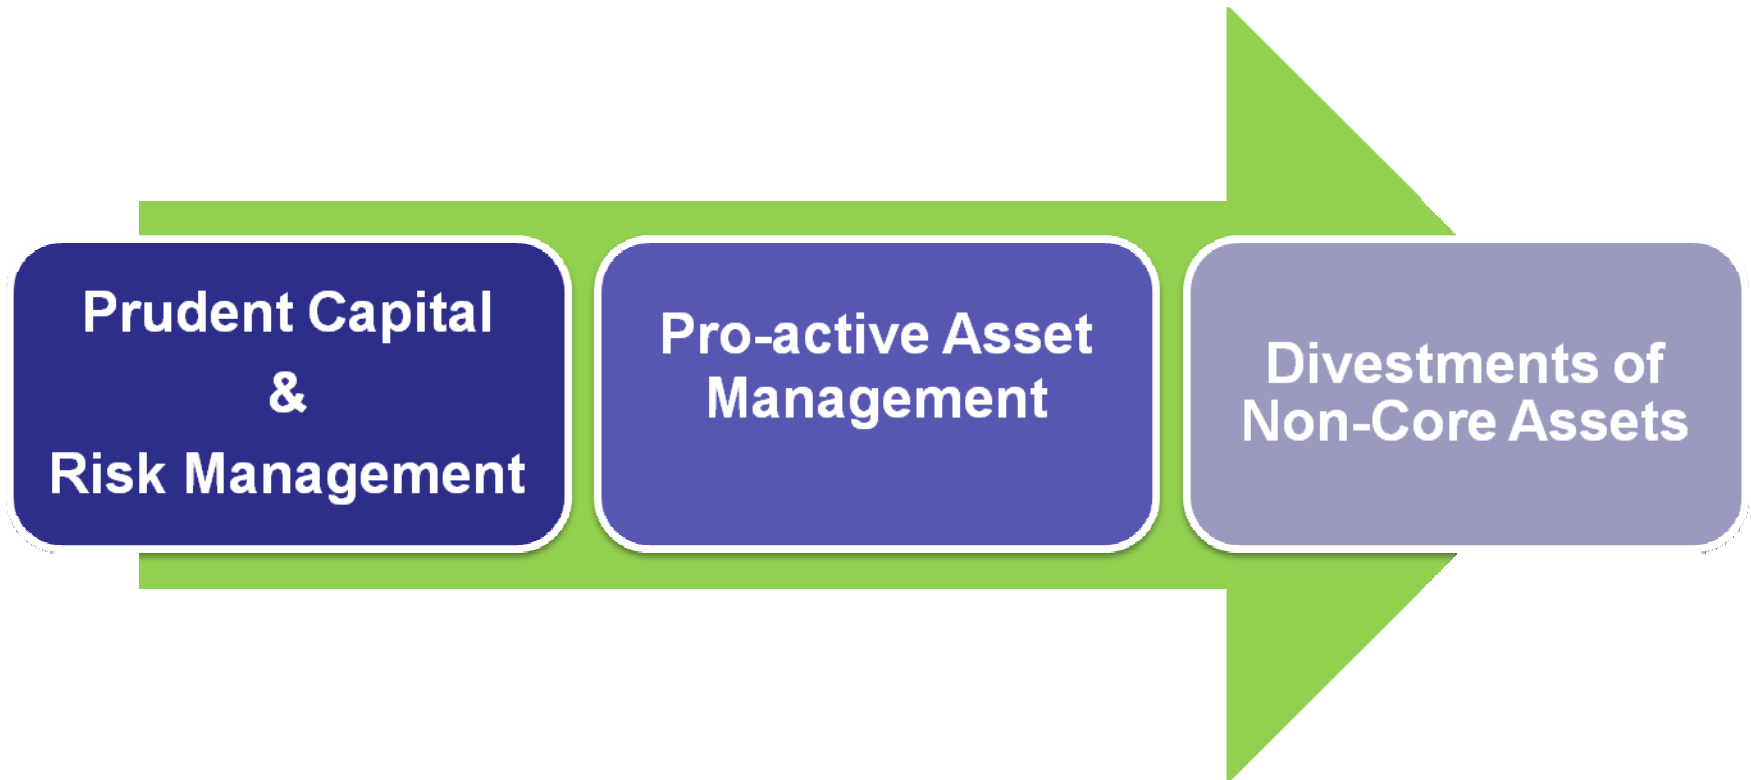 Prudent Capital
&
Risk Management
Pro-active Asset
Management
Divestments of
Non-Core Assets